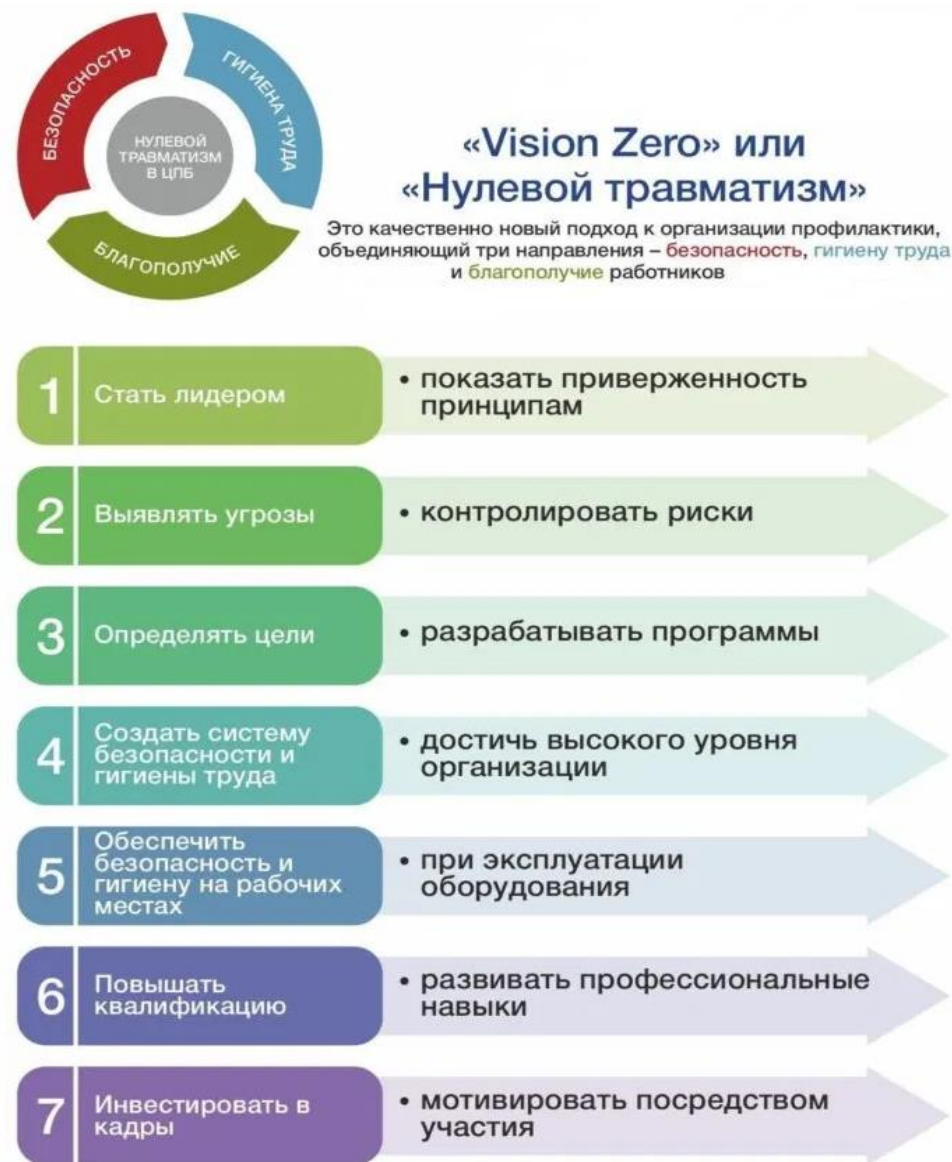 БЕЗОПАСНОСТЬ
ГИГИЕНА ТРУДА
БЛАГОПОЛУЧИЕ
НУЛЕВОЙ
ТРАВМАТИЗМ
В ЦПБ
«Vision Zero» или
«Нулевой травматизм»
Это качественно новый подход к организации профилактики,
объединяющий три направления – безопасность, гигиену труда
и благополучие работников
1
Стать лидером
• показать приверженность
принципам
2
Выявлять угрозы
• контролировать риски
3
Определять цели
• разрабатывать программы
4
Создать систему
безопасности и
гигиены труда
• достичь высокого уровня
организации
5
Обеспечить
безопасность и
гигиену на рабочих
местах
• при эксплуатации
оборудования
6
Повышать
квалификацию
• развивать профессиональные
навыки
7
Инвестировать в
кадры
• мотивировать посредством
участия